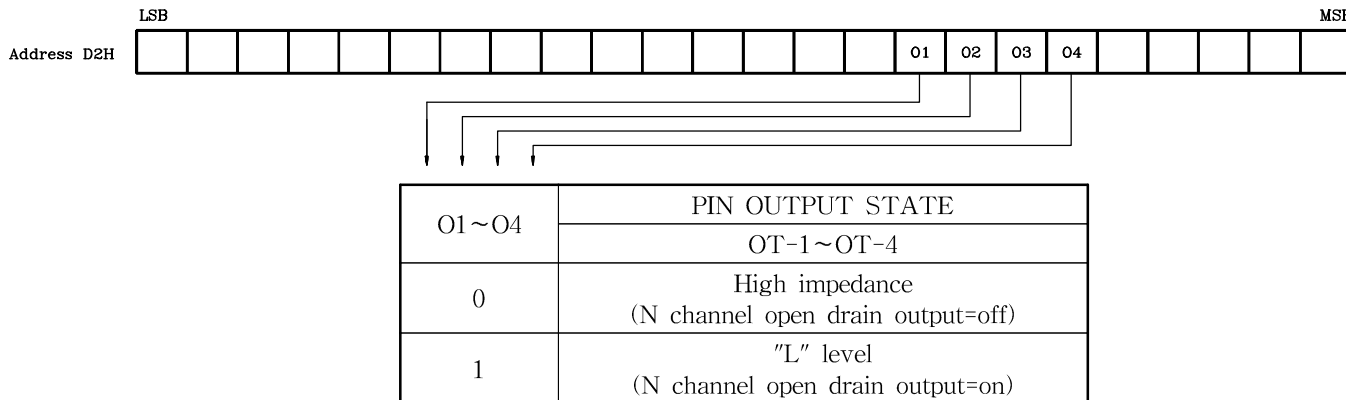 LSB
MSB
Address D2H
O1 O2 O3 O4
O1~O4
PIN OUTPUT STATE
OT-1~OT-4
0
High impedance
(N channel open drain output=off)
1
"L" level
(N channel open drain output=on)